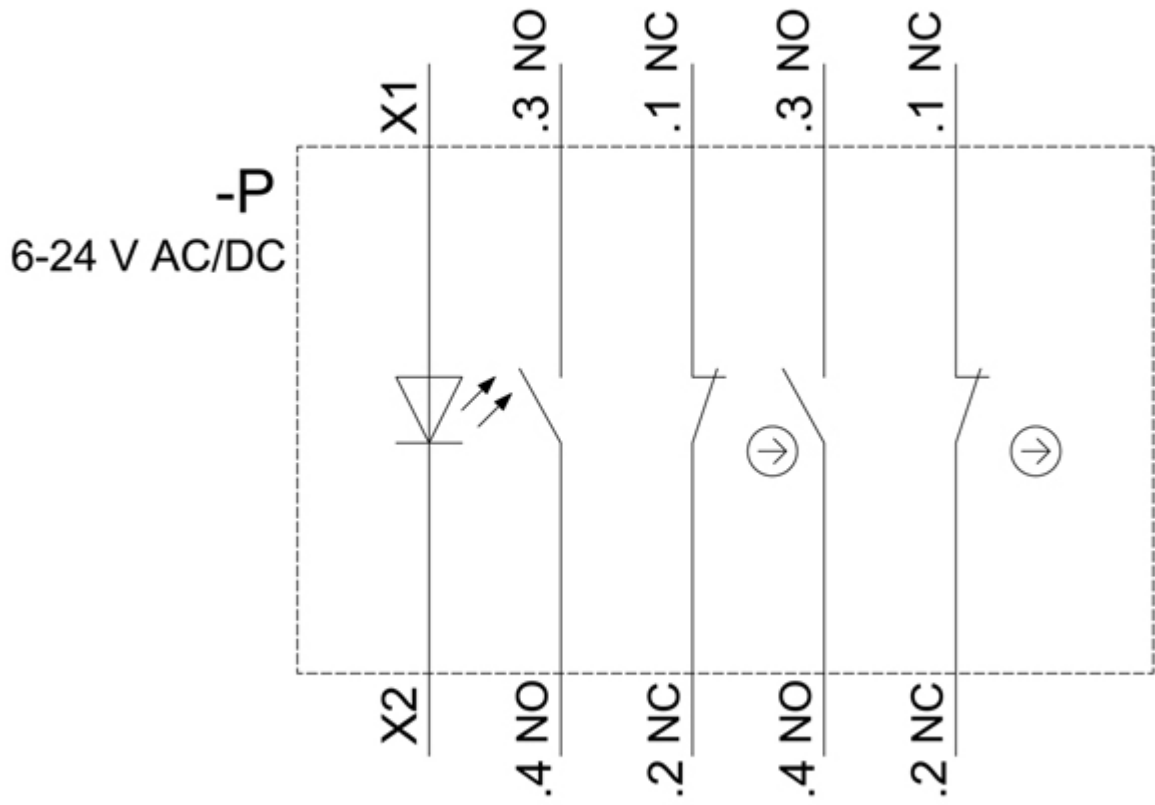 X1
.3 NO
.1 NC
.3 NO
.1 NC
-P
6-24 V AC/DC
X2
.4 NO
.2 NC
.4 NO
.2 NC